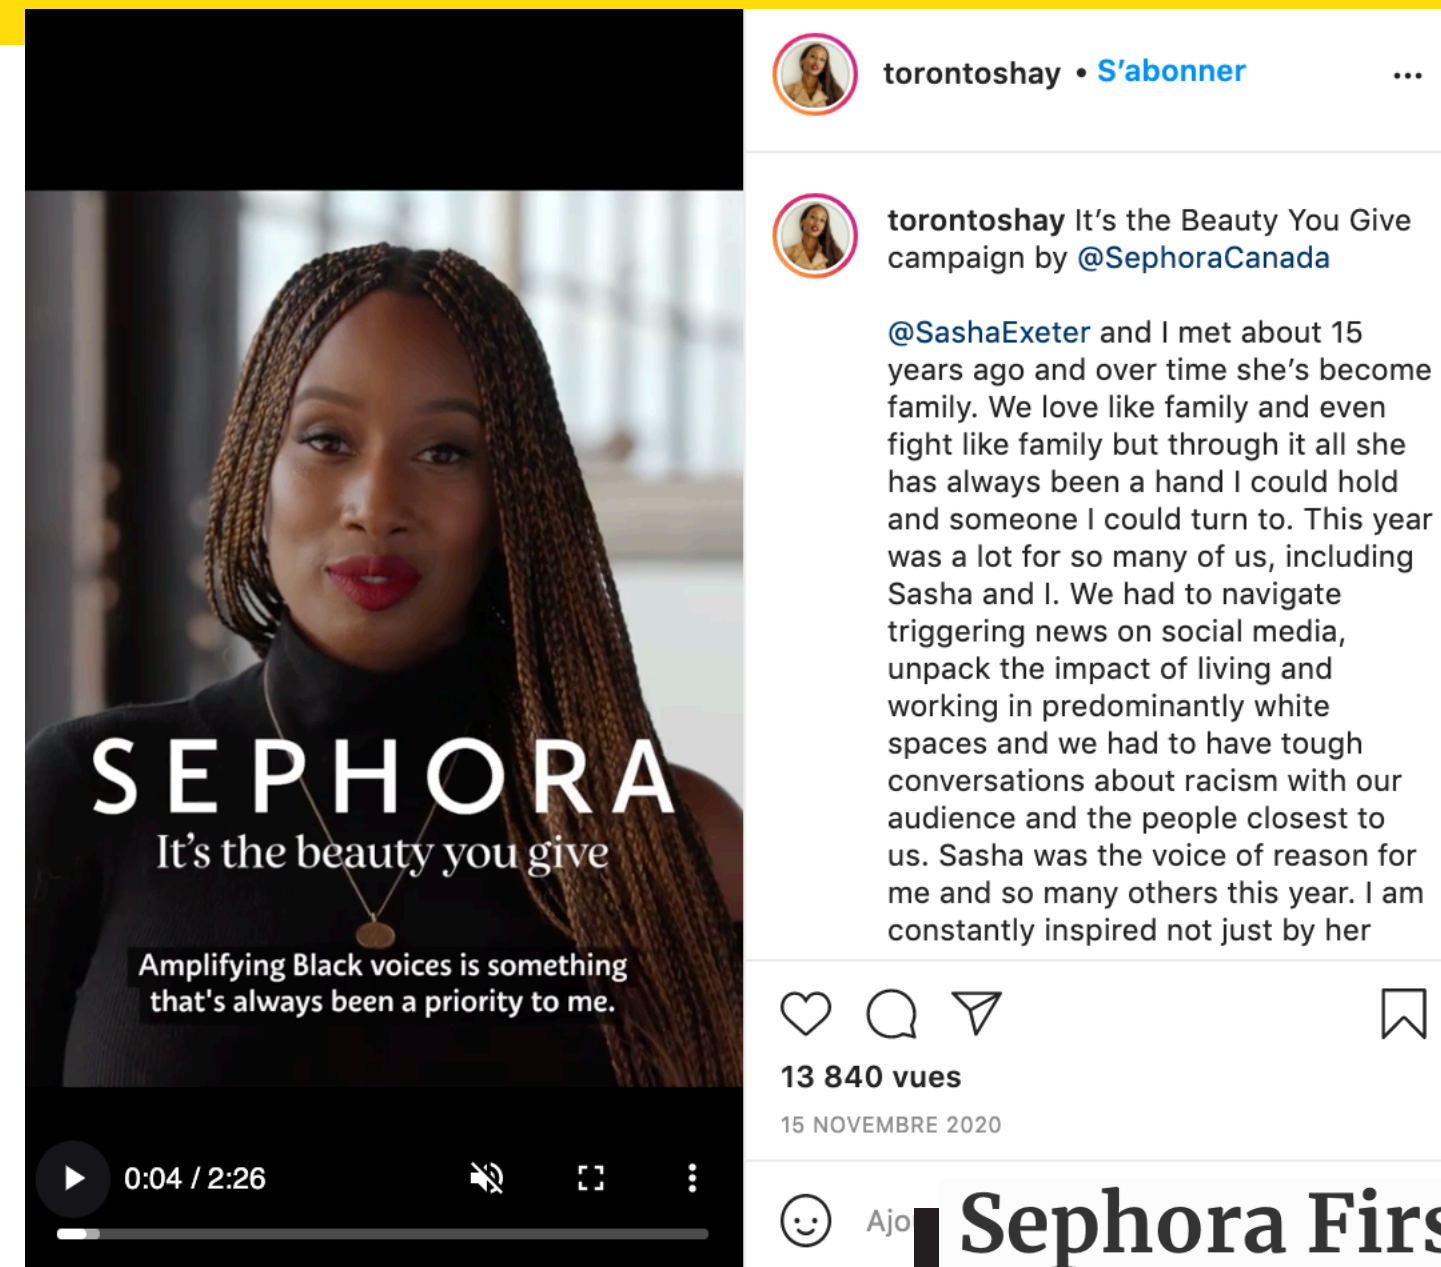 SEPHORA
It's the beauty you give
Amplifying Black voices is something
that's always been a priority to me.
0:04 / 2:26
torontoshay • S'abonner
torontoshay It's the Beauty You Give
campaign by @SephoraCanada
@SashaExeter and I met about 15
years ago and over time she's become
family. We love like family and even
fight like family but through it all she
has always been a hand I could hold
and someone I could turn to. This year
was a lot for so many of us, including
Sasha and I. We had to navigate
triggering news on social media,
unpack the impact of living and
working in predominantly white
spaces and we had to have tough
conversations about racism with our
audience and the people closest to
us. Sasha was the voice of reason for
me and so many others this year. I am
constantly inspired not just by her
13 840 vues
15 NOVEMBRE 2020
Ajo
Sephora Firs